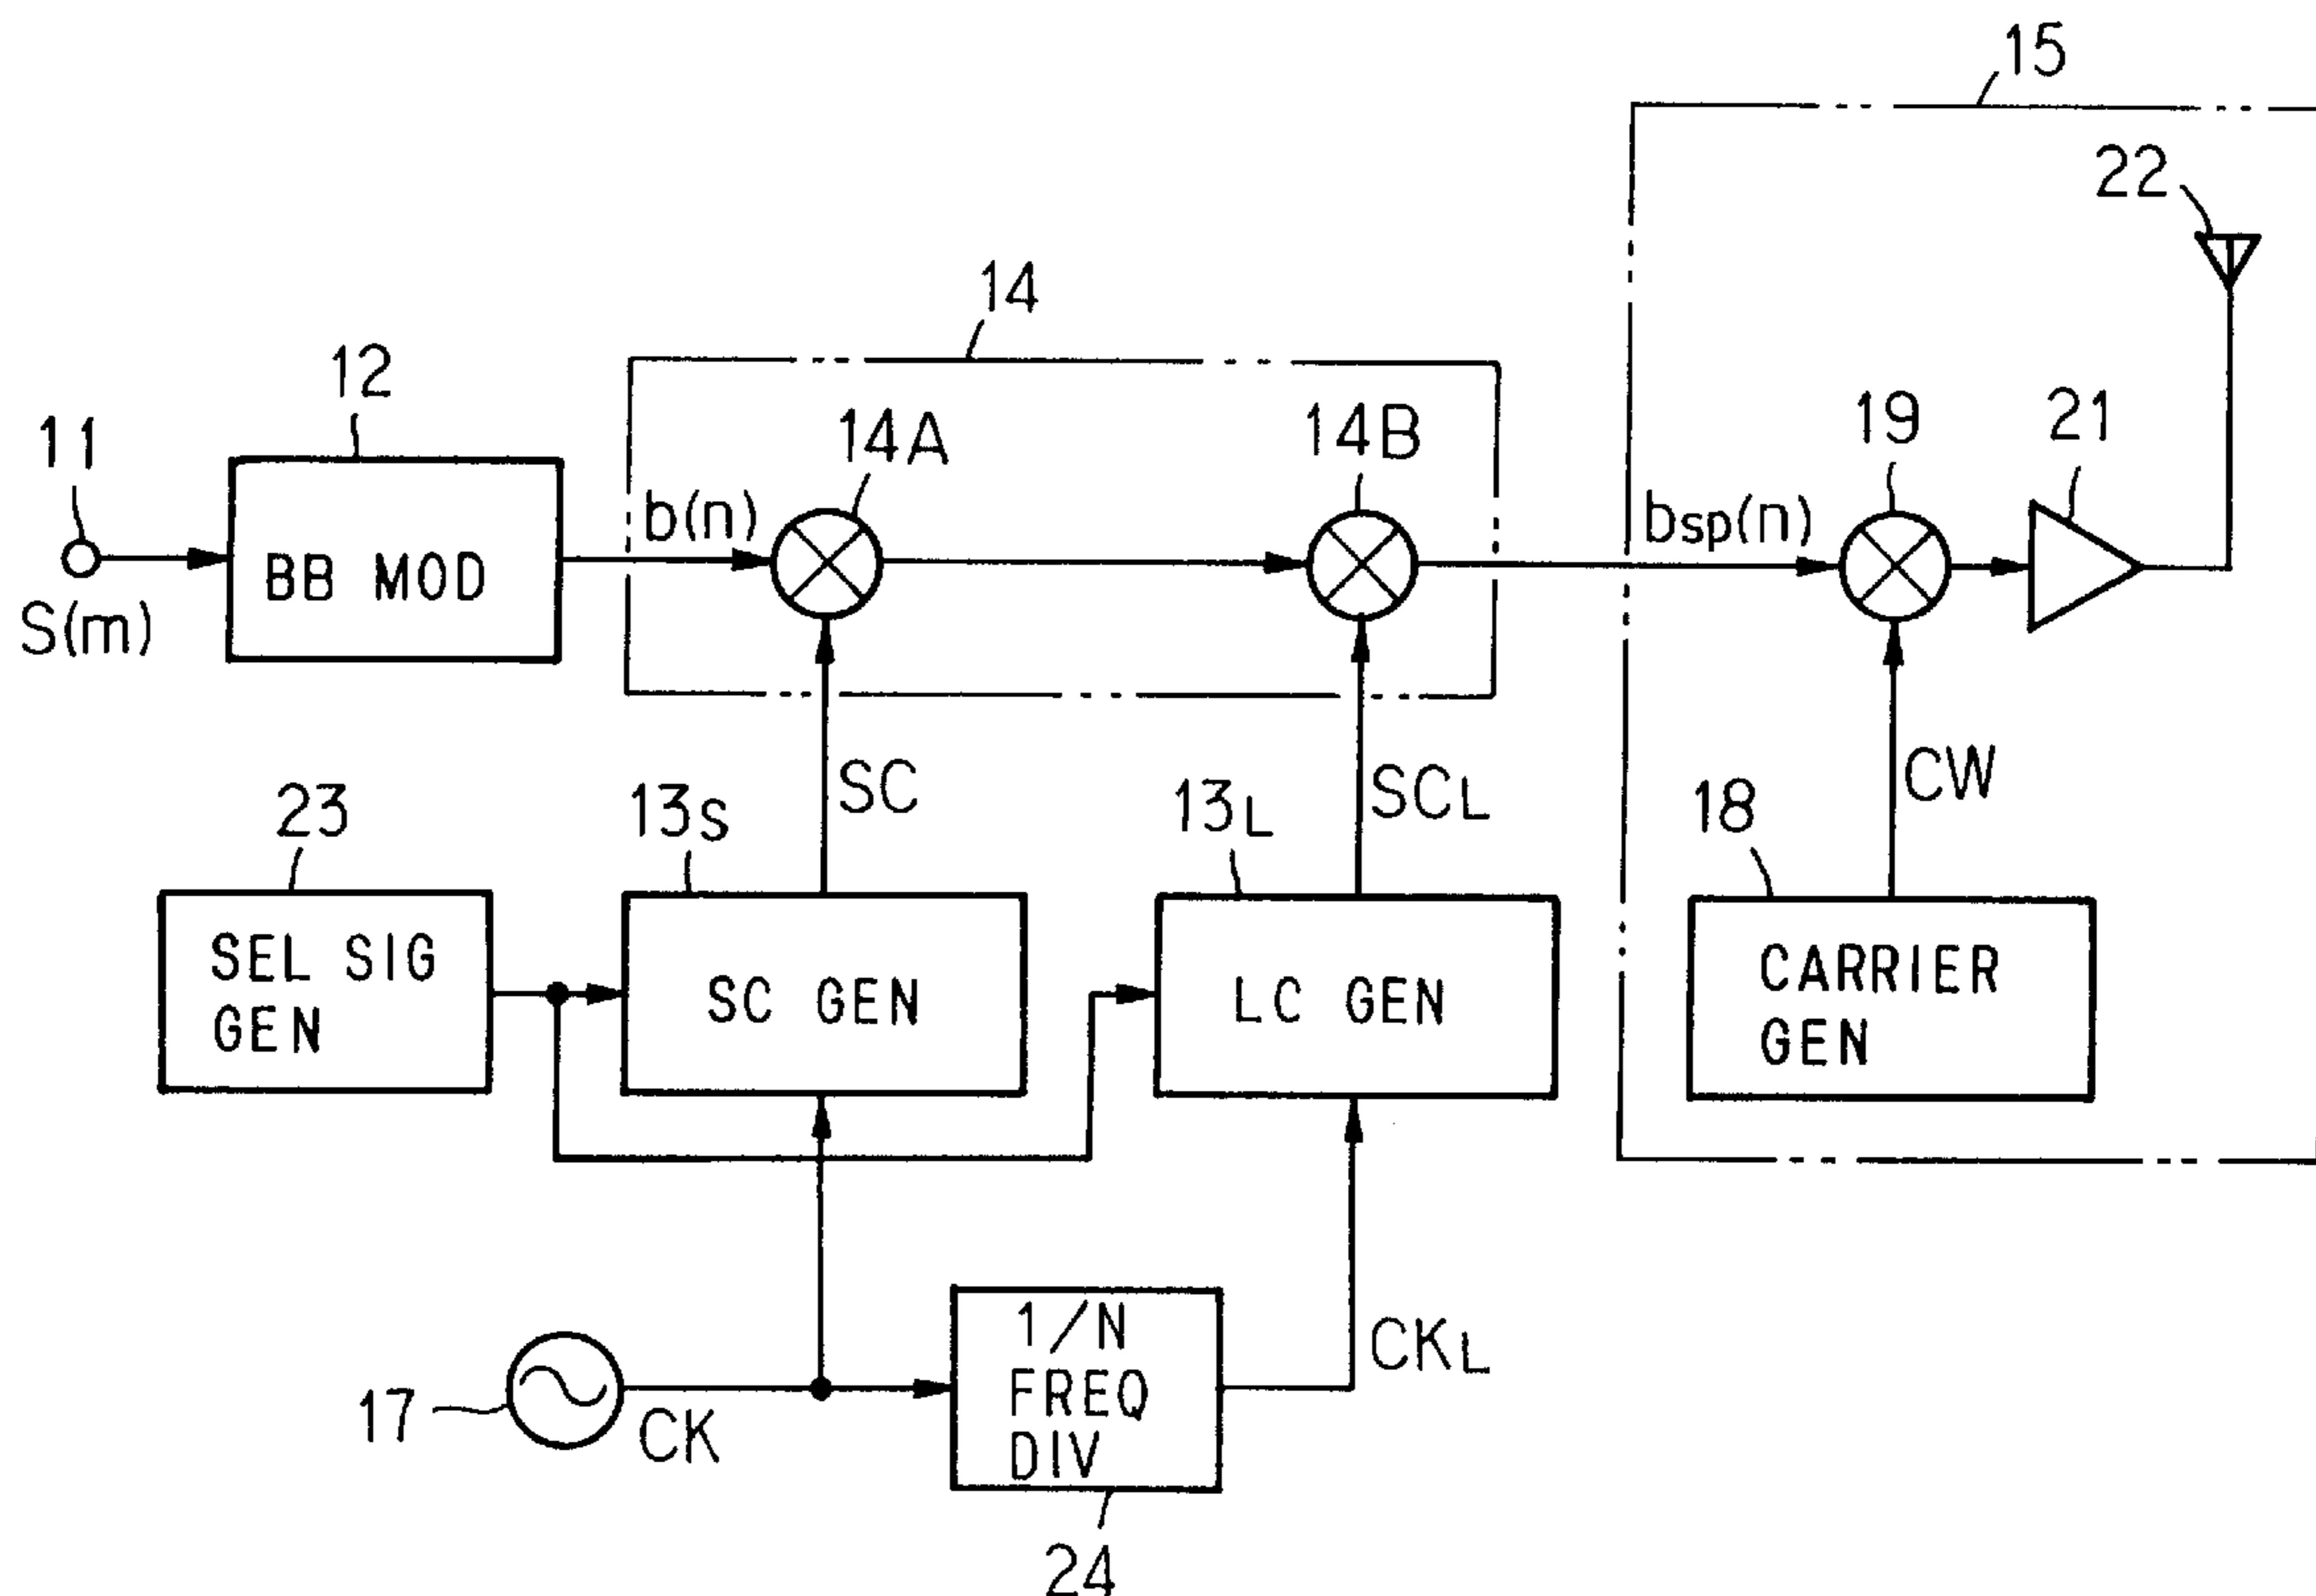 15
22
14
12
11
14A
14B
19
21
b(n)
bsp(n)
BB MOD
S(m)
SC
SCL
CW
23
13S
13L
18
SEL SIG
GEN
SC GEN
LC GEN
CARRIER
GEN
1/N
FREQ
DIV
CKL
17
CK
24